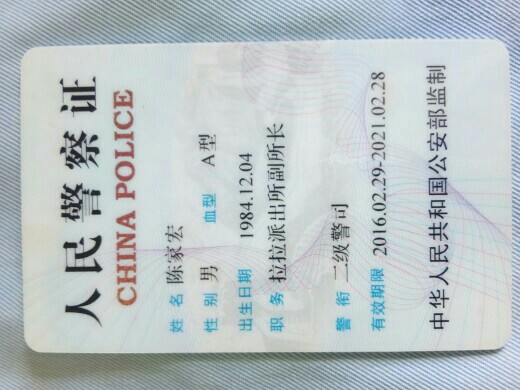 人民警察证
CHINA POLICE
姓 名 陈家宏
性 别 男 血型 A型
出生日期 1984.12.04
职 务 拉拉派出所副所长
警 衔 二级警司
有效期限 2016.02.29-2021.02.28
中华人民共和国公安部监制